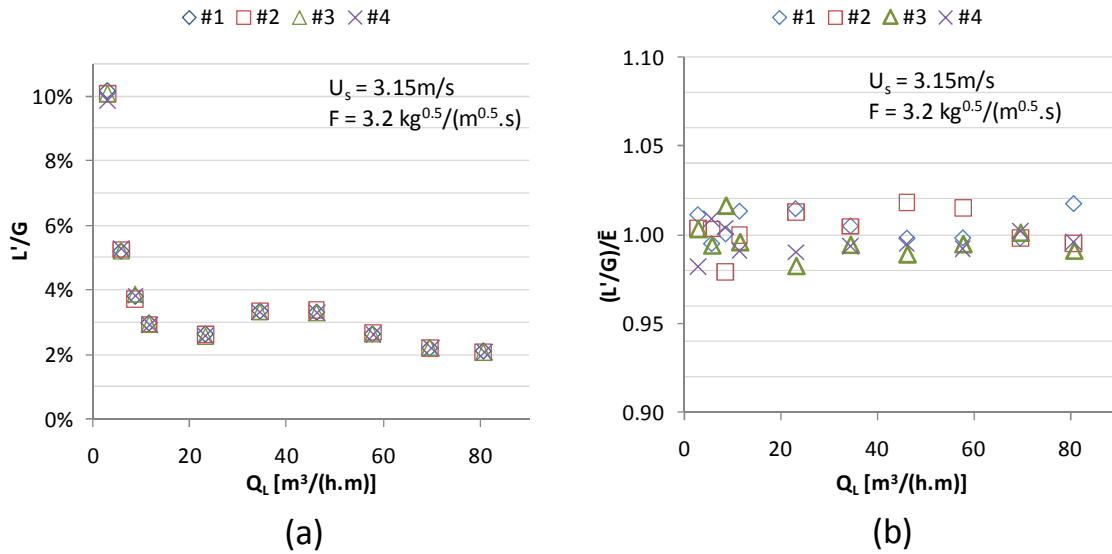 #1 #2 #3 #4
U_s = 3.15m/s
F = 3.2 kg^0.5/(m^0.5.s)
L'/G
10%
8%
6%
4%
2%
0%
0 20 40 60 80
Q_L [m³/(h.m)]
(a)
#1 #2 #3 #4
U_s = 3.15m/s
F = 3.2 kg^0.5/(m^0.5.s)
(L'/G)/Ē
1.10
1.05
1.00
0.95
0.90
0 20 40 60 80
Q_L [m³/(h.m)]
(b)